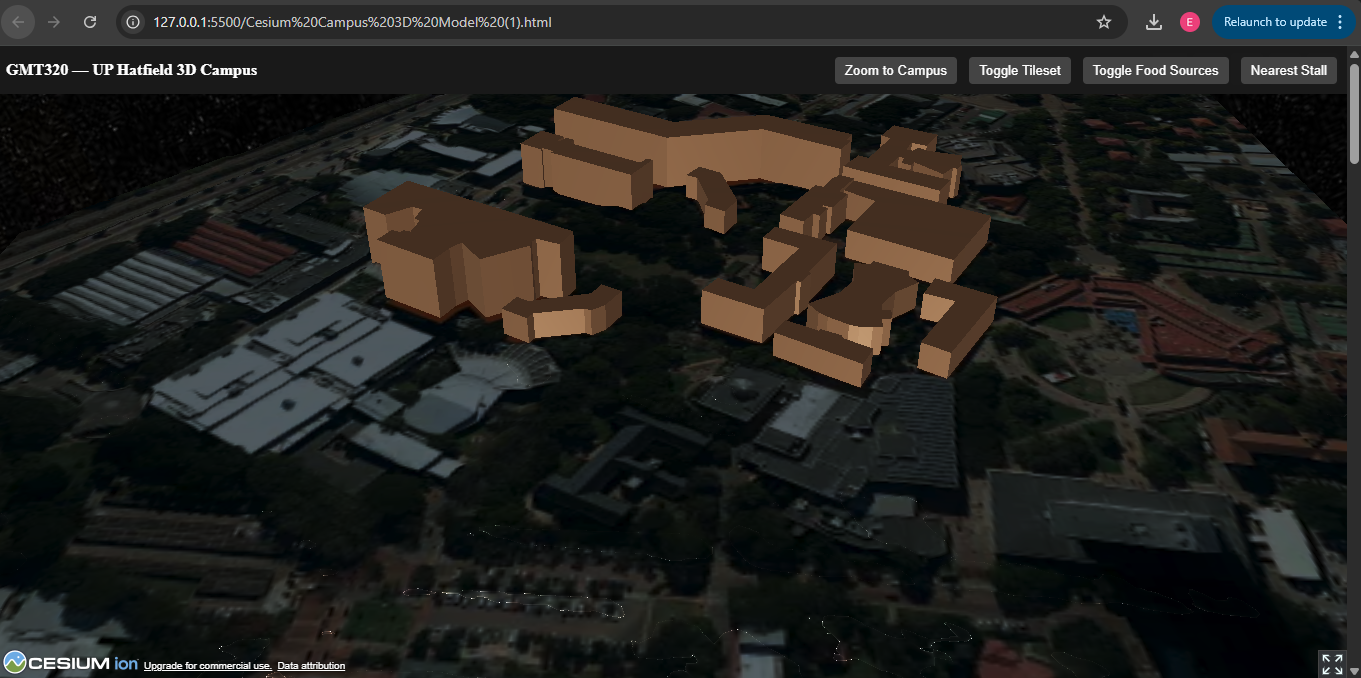 127.0.0.1:5500/Cesium%20Campus%203D%20Model%20(1).html
E
Relaunch to update
GMT320 — UP Hatfield 3D Campus
Zoom to Campus
Toggle Tileset
Toggle Food Sources
Nearest Stall
CESIUM ion
Upgrade for commercial use.
Data attribution